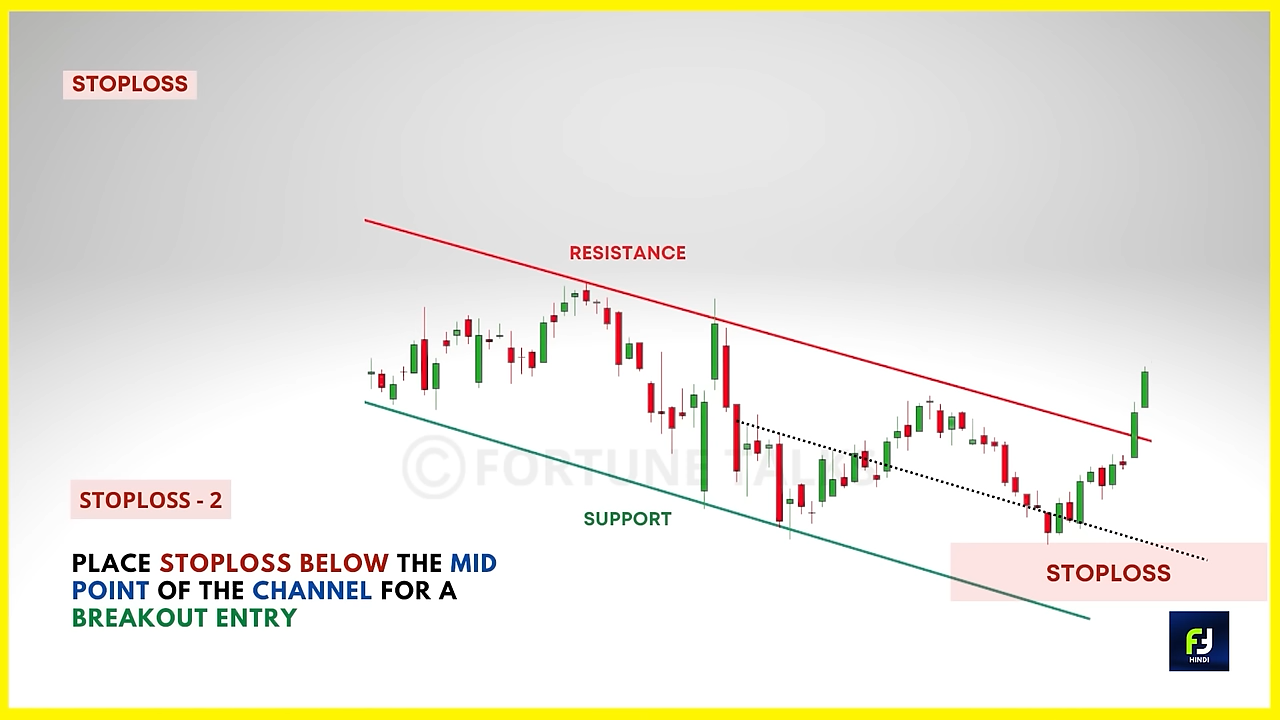 STOPLOSS
RESISTANCE
© FORTUNE TALKS
STOPLOSS - 2
SUPPORT
PLACE STOPLOSS BELOW THE MID
POINT OF THE CHANNEL FOR A
BREAKOUT ENTRY
STOPLOSS
HINDI